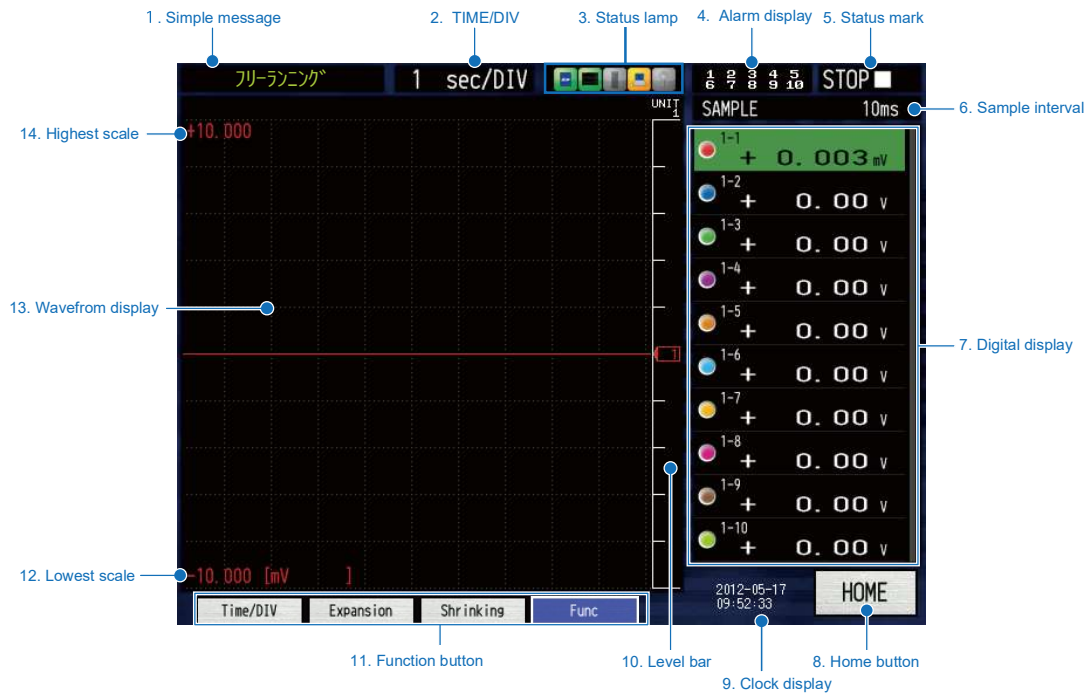 1. Simple message
2. TIME/DIV
3. Status lamp
4. Alarm display
5. Status mark
フリーランニング
1 sec/DIV
1 2 3 4 5
6 7 8 9 10
STOP
UNIT
1
SAMPLE 10ms
6. Sample interval
14. Highest scale
+10.000
1-1
+ 0.003 mV
1-2
+ 0.00 V
1-3
+ 0.00 V
1-4
+ 0.00 V
13. Wavefrom display
1-5
+ 0.00 V
7. Digital display
1
1-6
+ 0.00 V
1-7
+ 0.00 V
1-8
+ 0.00 V
1-9
+ 0.00 V
1-10
+ 0.00 V
12. Lowest scale
-10.000 [mV ]
Time/DIV Expansion Shrinking Func
2012-05-17
09:52:33
HOME
11. Function button
10. Level bar
8. Home button
9. Clock display